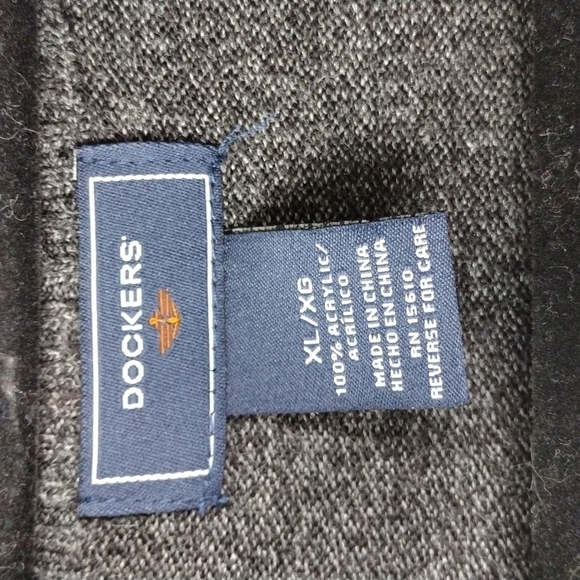 DOCKERS®
XL/XG
100% ACRYLIC/
ACRILICO
MADE IN CHINA
HECHO EN CHINA
RN 15610
REVERSE FOR CARE